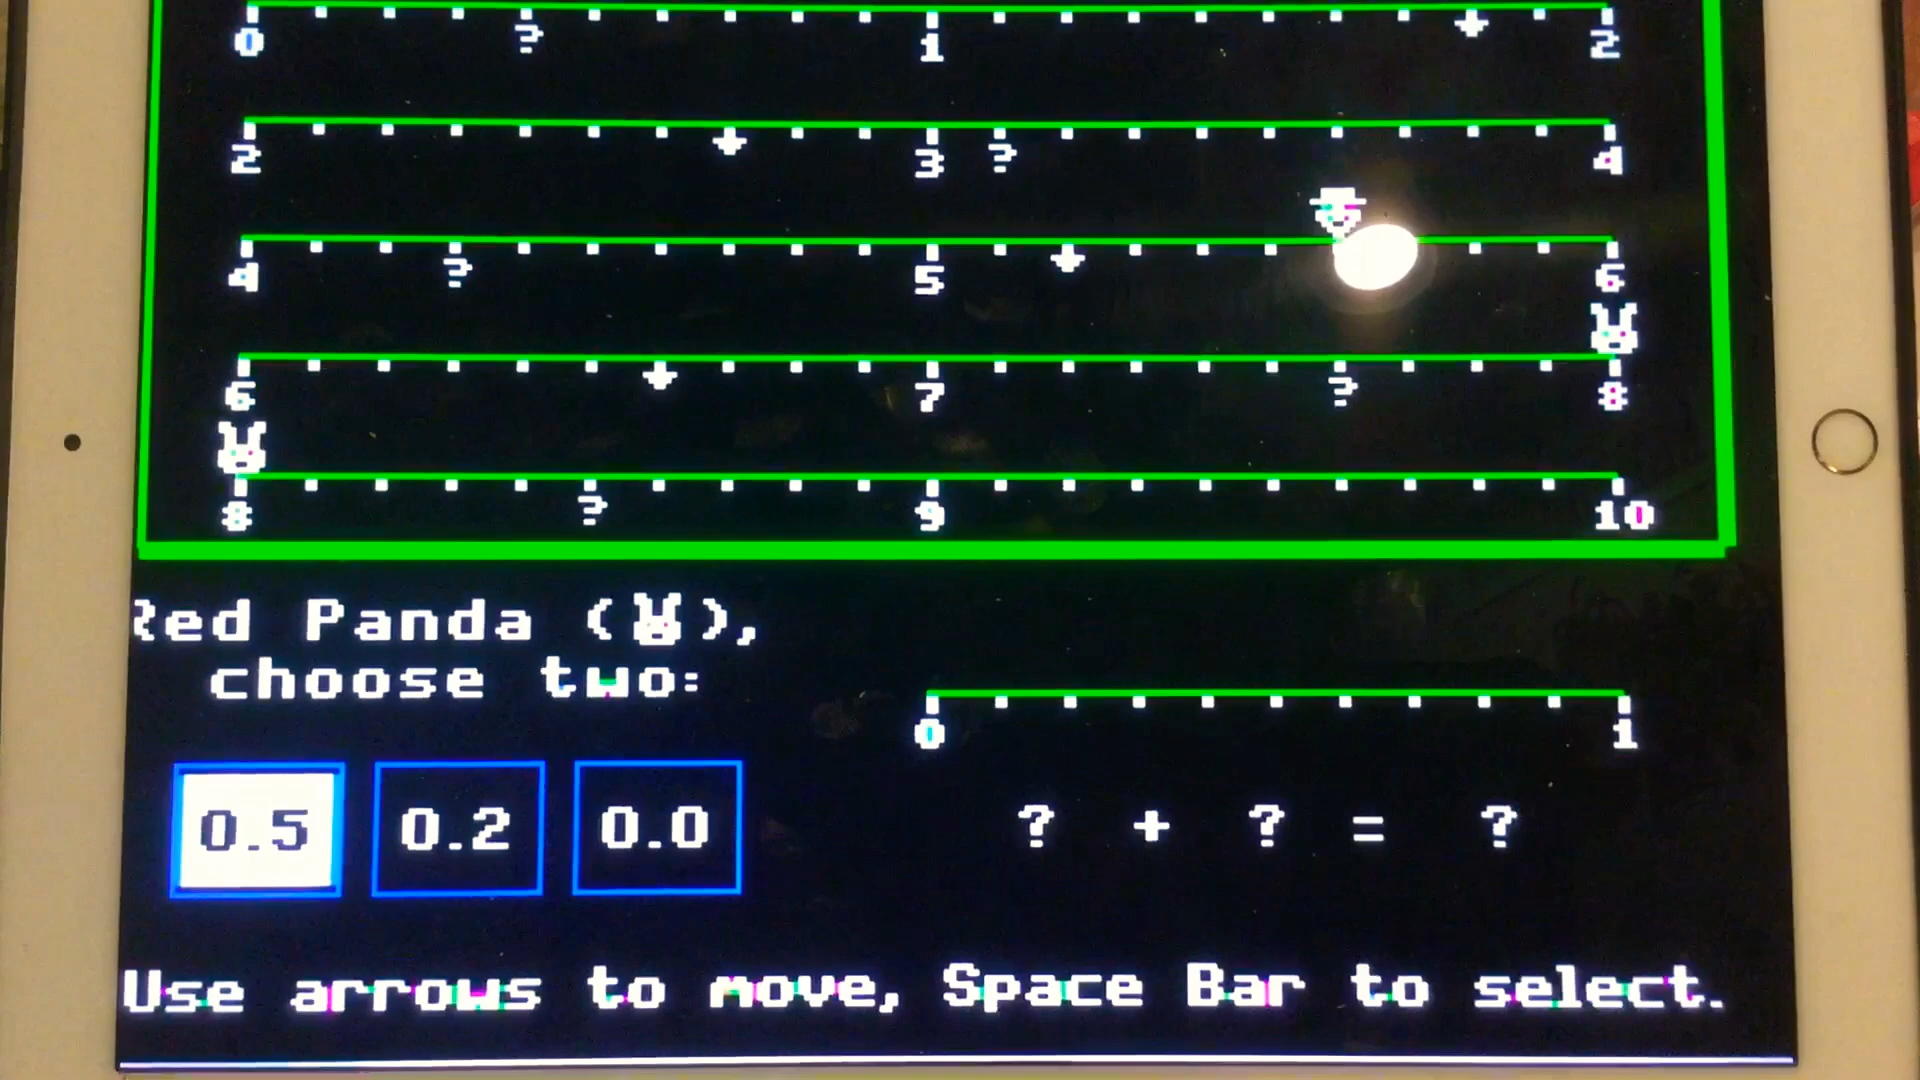 0 ? 1 2
2 3 ? 4
4 ? 5 6
6 7 ? 8
8 ? 9 10
Red Panda ( ),
choose two:
0 1
0.5 0.2 0.0 ? + ? = ?
Use arrows to move, Space Bar to select.